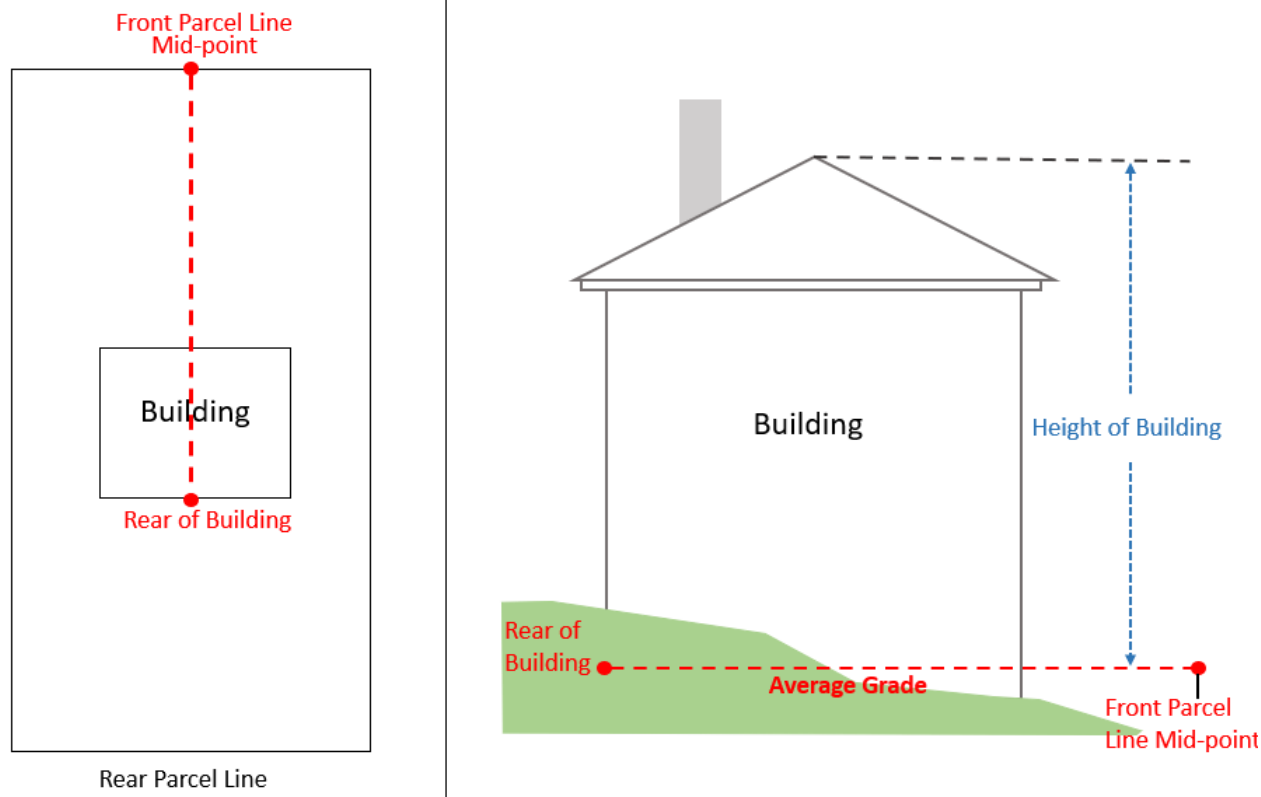 Front Parcel Line
Mid-point
Building
Rear of Building
Rear Parcel Line
Building
Height of Building
Rear of
Building
Average Grade
Front Parcel
Line Mid-point